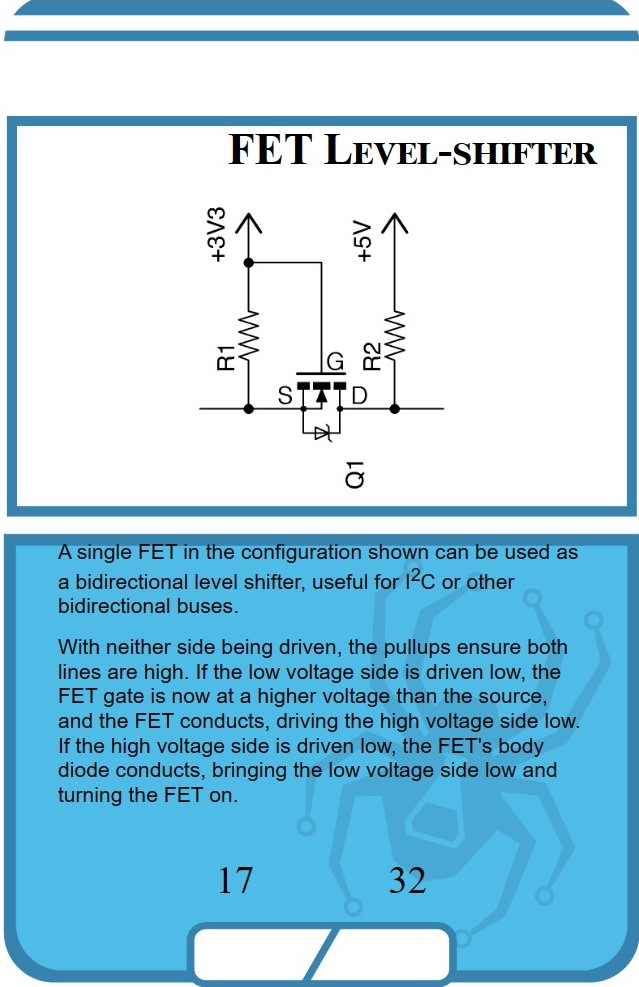 FET LEVEL-SHIFTER
+3V3
+5V
R1
G
R2
S
D
Q1
A single FET in the configuration shown can be used as
a bidirectional level shifter, useful for I²C or other
bidirectional buses.
With neither side being driven, the pullups ensure both
lines are high. If the low voltage side is driven low, the
FET gate is now at a higher voltage than the source,
and the FET conducts, driving the high voltage side low.
If the high voltage side is driven low, the FET's body
diode conducts, bringing the low voltage side low and
turning the FET on.
17 32